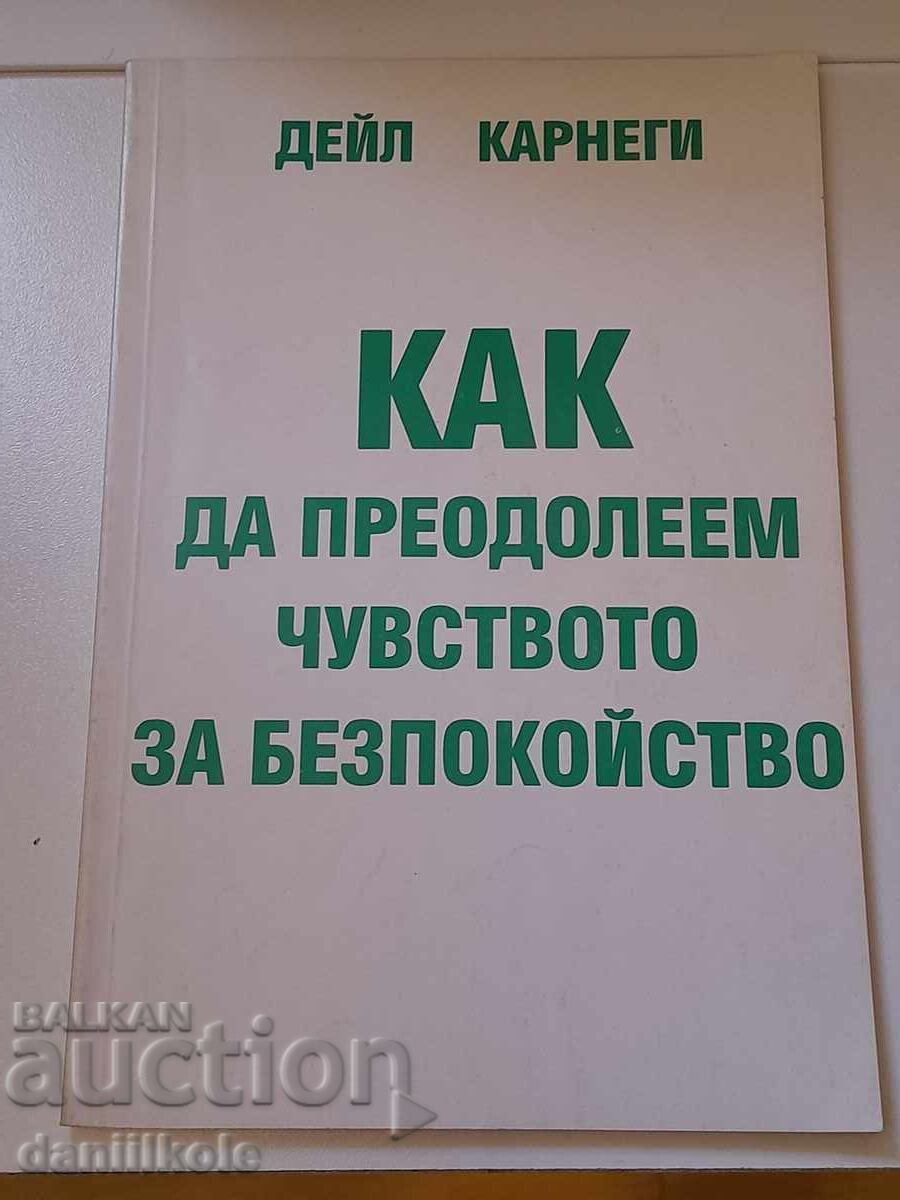 ДЕЙЛ КАРНЕГИ
КАК
ДА ПРЕОДОЛЕЕМ
ЧУВСТВОТО
ЗА БЕЗПОКОЙСТВО
BALKAN
auction
daniilkole